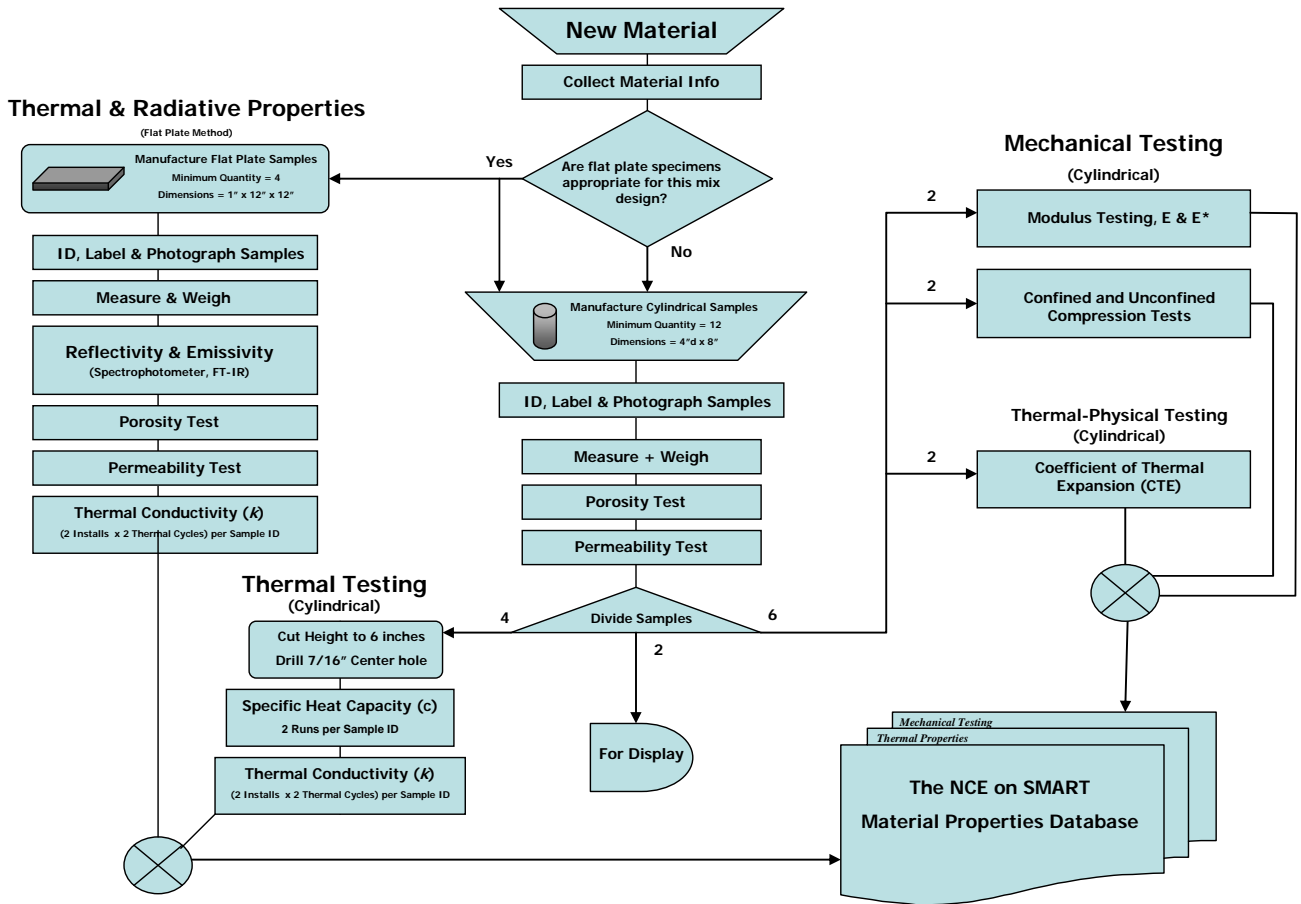 New Material
Collect Material Info
Are flat plate specimens
appropriate for this mix
design?
Yes
No
Thermal & Radiative Properties
(Flat Plate Method)
Manufacture Flat Plate Samples
Minimum Quantity = 4
Dimensions = 1" x 12" x 12"
ID, Label & Photograph Samples
Measure & Weigh
Reflectivity & Emissivity
(Spectrophotometer, FT-IR)
Porosity Test
Permeability Test
Thermal Conductivity (k)
(2 Installs x 2 Thermal Cycles) per Sample ID
Manufacture Cylindrical Samples
Minimum Quantity = 12
Dimensions = 4"d x 8"
ID, Label & Photograph Samples
Measure + Weigh
Porosity Test
Permeability Test
Divide Samples
4
2
6
Thermal Testing
(Cylindrical)
Cut Height to 6 inches
Drill 7/16" Center hole
Specific Heat Capacity (c)
2 Runs per Sample ID
Thermal Conductivity (k)
(2 Installs x 2 Thermal Cycles) per Sample ID
For Display
Mechanical Testing
(Cylindrical)
2
Modulus Testing, E & E*
2
Confined and Unconfined
Compression Tests
Thermal-Physical Testing
(Cylindrical)
2
Coefficient of Thermal
Expansion (CTE)
Mechanical Testing
Thermal Properties
The NCE on SMART
Material Properties Database